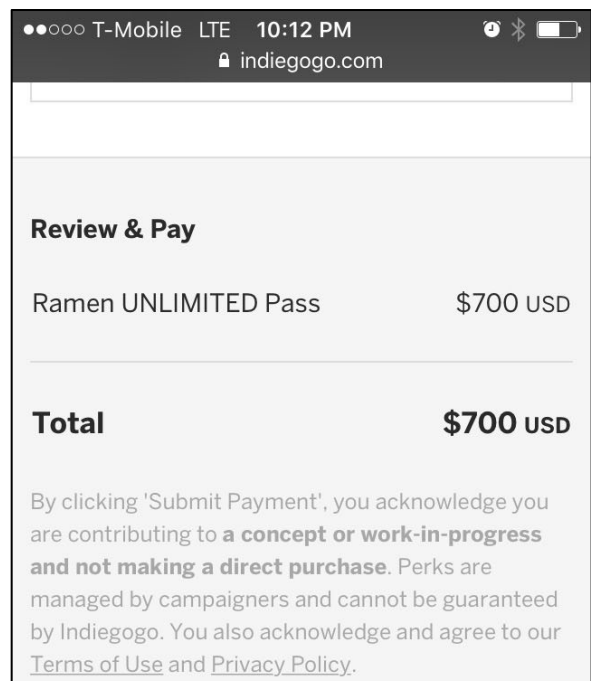 T-Mobile LTE 10:12 PM
indiegogo.com
Review & Pay
Ramen UNLIMITED Pass $700 USD
Total $700 USD
By clicking 'Submit Payment', you acknowledge you
are contributing to a concept or work-in-progress
and not making a direct purchase. Perks are
managed by campaigners and cannot be guaranteed
by Indiegogo. You also acknowledge and agree to our
Terms of Use and Privacy Policy.